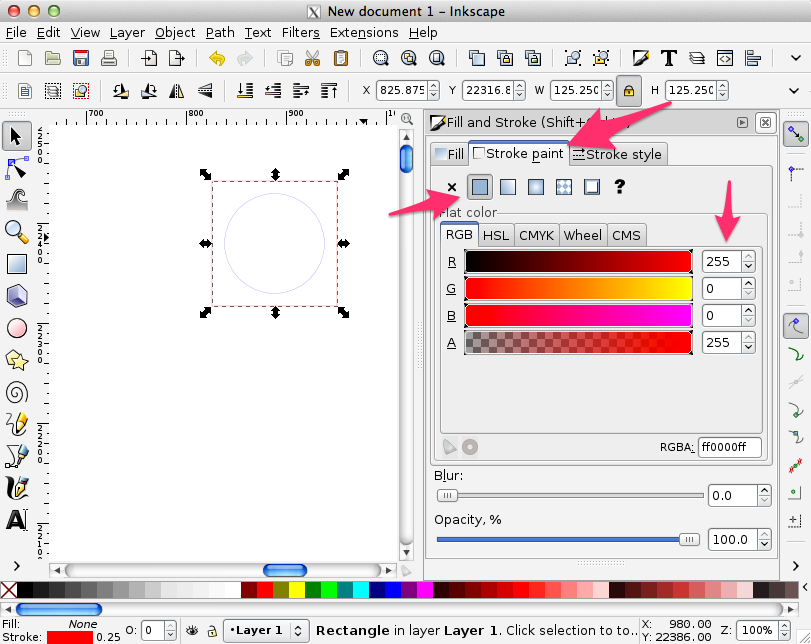 New document 1 - Inkscape
File Edit View Layer Object Path Text Filters Extensions Help
X 825.875 Y 22316.8 W 125.250 H 125.250
700 800 900
Fill and Stroke (Shift+
Fill Stroke paint Stroke style
Flat color
RGB HSL CMYK Wheel CMS
R 255
G 0
B 0
A 255
RGBA: ff0000ff
Blur:
0.0
Opacity, %
100.0
Fill: None
Stroke: 0.25
O: 0
•Layer 1
Rectangle in layer Layer 1. Click selection to to..
X: 980.00
Y: 22386.00
Z: 100%